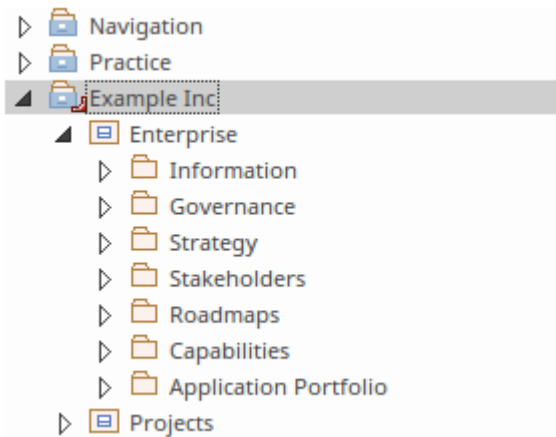 Navigation
Practice
Example Inc
Enterprise
Information
Governance
Strategy
Stakeholders
Roadmaps
Capabilities
Application Portfolio
Projects